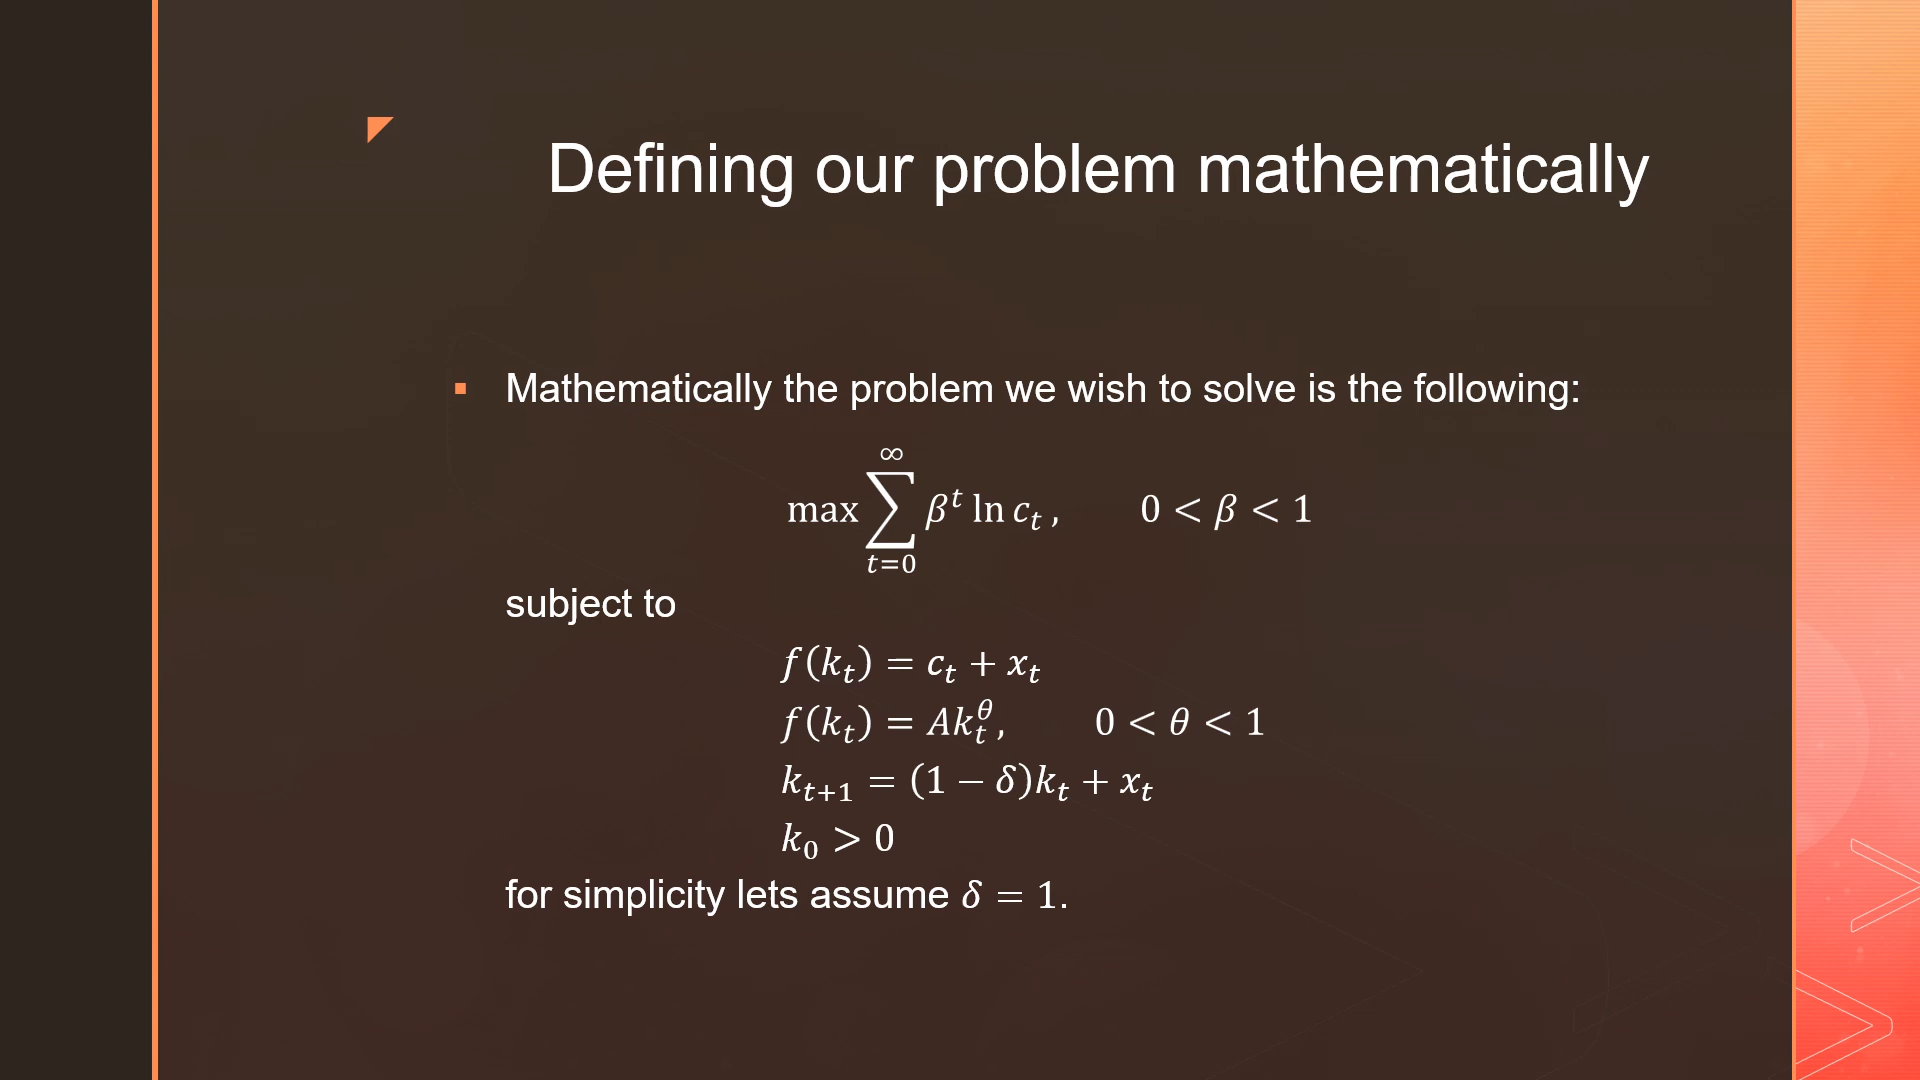 Defining our problem mathematically
▪ Mathematically the problem we wish to solve is the following:
max ∑_{t=0}^{∞} β^t ln c_t , 0 < β < 1
subject to
f(k_t) = c_t + x_t
f(k_t) = Ak_t^θ, 0 < θ < 1
k_{t+1} = (1 − δ)k_t + x_t
k_0 > 0
for simplicity lets assume δ = 1.